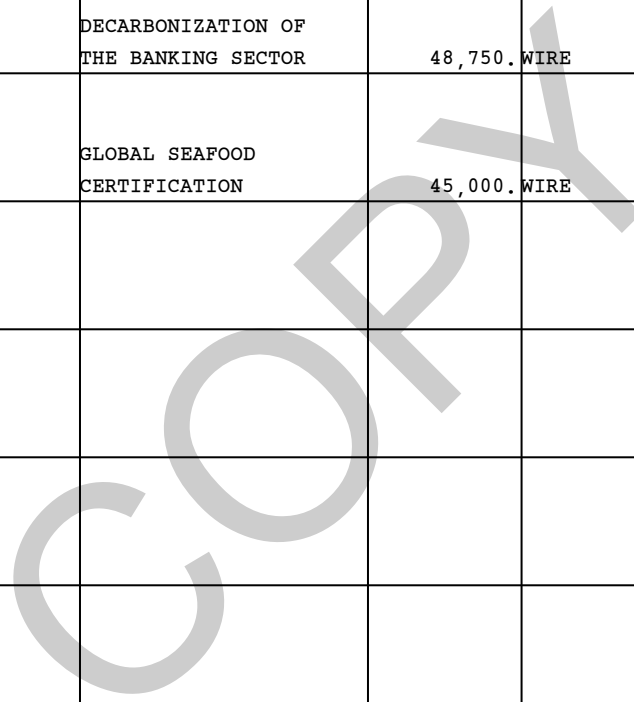 DECARBONIZATION OF
THE BANKING SECTOR 48,750. WIRE
GLOBAL SEAFOOD
CERTIFICATION 45,000. WIRE
COPY